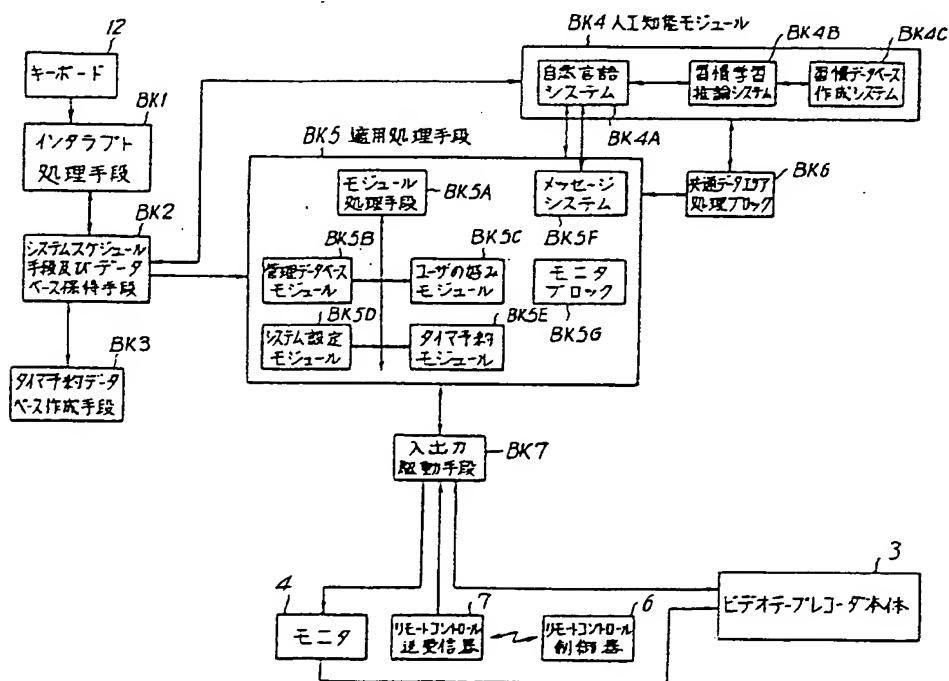 12
キーボード
BK1
インタラプト
処理手段
BK2
システムスケジュール
手段及びデータ
ベース保持手段
BK3
タイマ予約データ
ベース作成手段
BK4 人工知能モジュール
BK4B
BK4C
自然言語
システム
習慣学習
推論システム
習慣データベース
作成システム
BK4A
BK5 適用処理手段
モジュール
処理手段
BK5A
メッセージ
システム
BK5F
共通データエリア
処理ブロック
BK6
BK5B
BK5C
管理データベース
モジュール
ユーザの好み
モジュール
モニタ
ブロック
BK5G
BK5D
BK5E
システム設定
モジュール
タイマ予約
モジュール
入出力
駆動手段
BK7
4
モニタ
7
リモートコントロール
送受信器
6
リモートコントロール
制御器
3
ビデオテープレコーダ本体